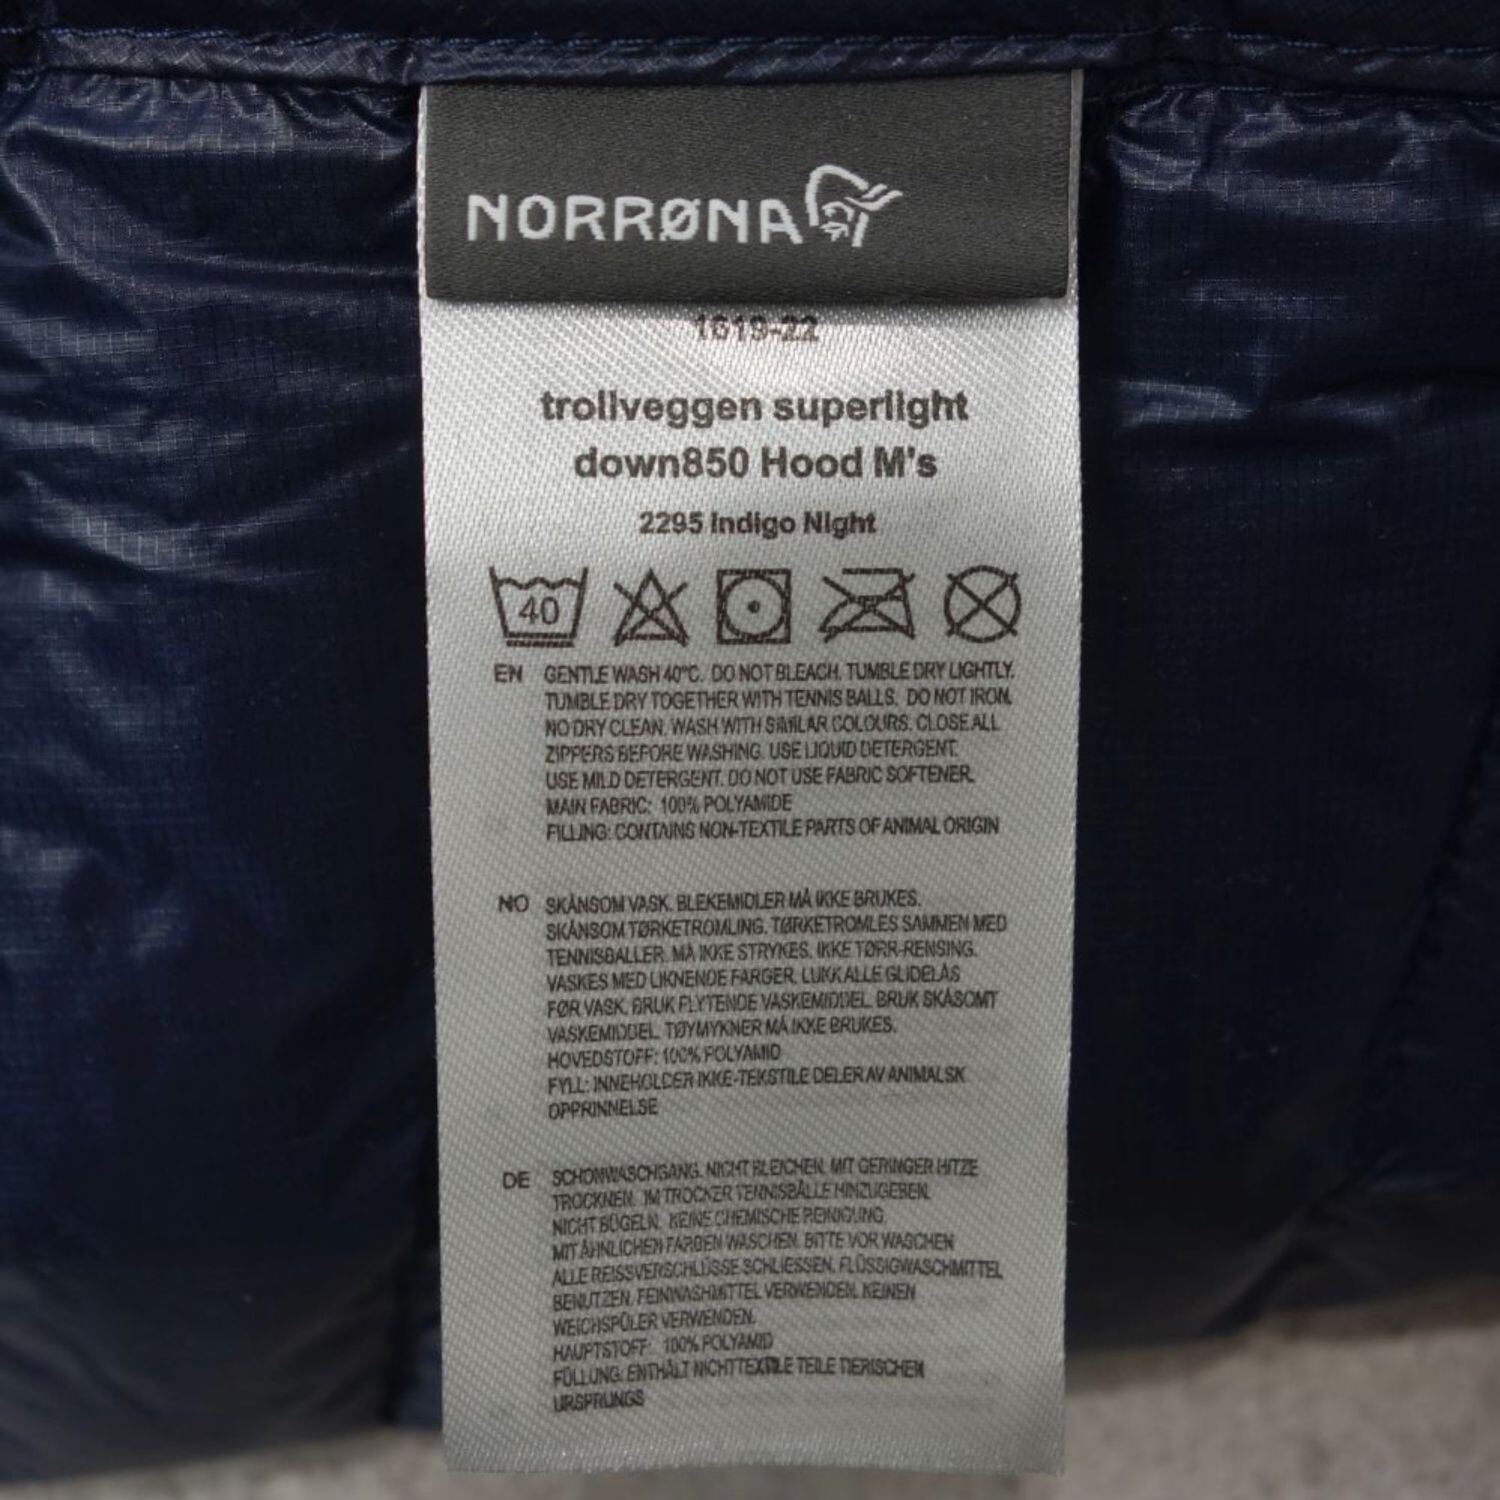 NORRØNA
1619-22
trollveggen superlight
down850 Hood M's
2295 Indigo Night
40
EN GENTLE WASH 40°C. DO NOT BLEACH. TUMBLE DRY LIGHTLY.
TUMBLE DRY TOGETHER WITH TENNIS BALLS. DO NOT IRON.
NO DRY CLEAN. WASH WITH SIMILAR COLOURS. CLOSE ALL
ZIPPERS BEFORE WASHING. USE LIQUID DETERGENT.
USE MILD DETERGENT. DO NOT USE FABRIC SOFTENER.
MAIN FABRIC: 100% POLYAMIDE
FILLING: CONTAINS NON-TEXTILE PARTS OF ANIMAL ORIGIN
NO SKÅNSOM VASK. BLEKEMIDLER MÅ IKKE BRUKES.
SKÅNSOM TØRKETROMLING. TØRKETROMLES SAMMEN MED
TENNISBALLER. MÅ IKKE STRYKES. IKKE TØRR-RENSING.
VASKES MED LIKNENDE FARGER. LUKK ALLE GLIDELÅS
FØR VASK. BRUK FLYTENDE VASKEMIDDEL. BRUK SKÅSOMT
VASKEMIDDEL. TØYMYKNER MÅ IKKE BRUKES.
HOVEDSTOFF: 100% POLYAMID
FYLL: INNEHOLDER IKKE-TEKSTILE DELER AV ANIMALSK
OPPRINNELSE
DE SCHONWASCHGANG. NICHT BLEICHEN. MIT GERINGER HITZE
TROCKNEN. IM TROCKER TENNISBÄLLE HINZUGEBEN.
NICHT BÜGELN. KEINE CHEMISCHE REINIGUNG.
MIT ÄHNLICHEN FARBEN WASCHEN. BITTE VOR WASCHEN
ALLE REISSVERSCHLÜSSE SCHLIESSEN. FLÜSSIGWASCHMITTEL
BENUTZEN. FEINWASHMITTEL VERWENDEN. KEINEN
WEICHSPÜLER VERWENDEN.
HAUPTSTOFF: 100% POLYAMID
FÜLLUNG: ENTHÄLT NICHTTEXTILE TEILE TIERISCHEN
URSPRUNGS